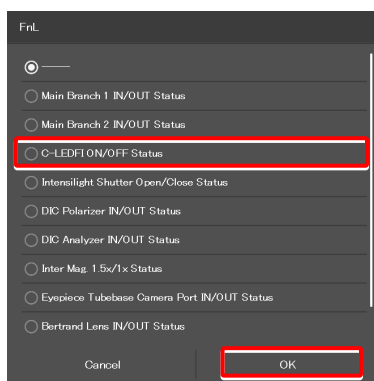 FnL
——
Main Branch 1 IN/OUT Status
Main Branch 2 IN/OUT Status
C-LEDFI ON/OFF Status
Intensilight Shutter Open/Close Status
DIC Polarizer IN/OUT Status
DIC Analyzer IN/OUT Status
Inter Mag. 1.5x/1x Status
Eyepiece Tubebase Camera Port IN/OUT Status
Bertrand Lens IN/OUT Status
Cancel
OK